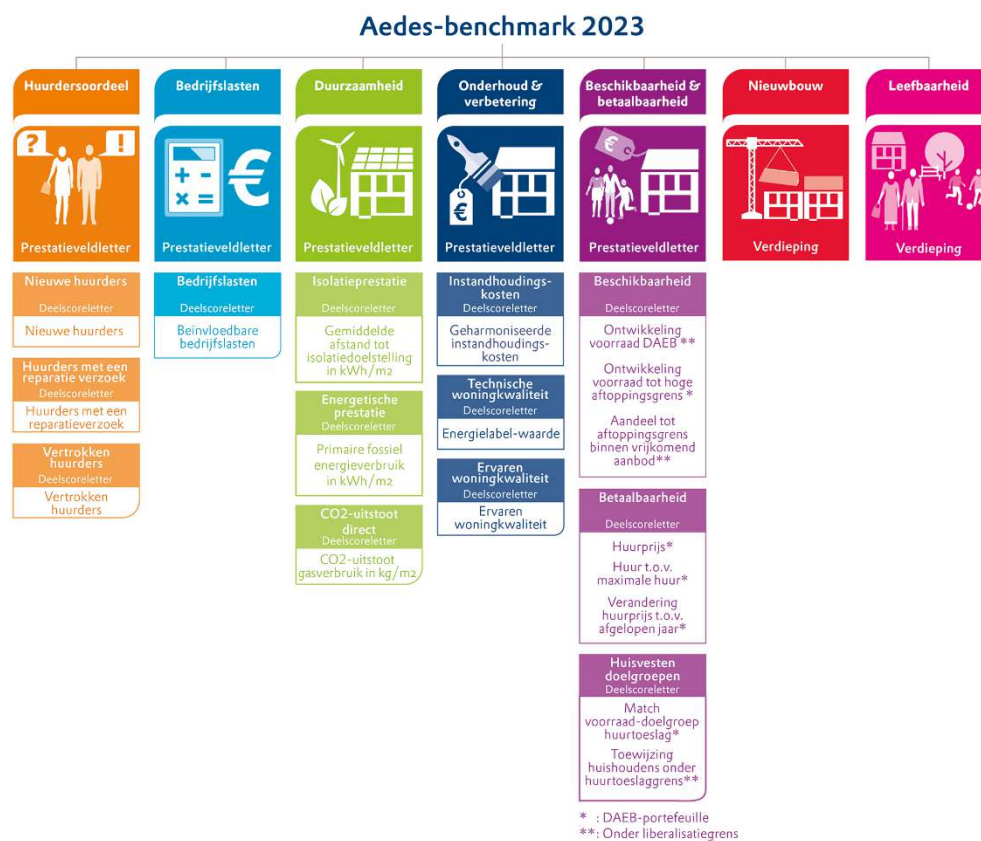 Aedes-benchmark 2023
Huurdersoordeel
?
!
Prestatieveldletter
Nieuwe huurders
Deelscoreletter
Nieuwe huurders
Huurders met een
reparatie verzoek
Deelscoreletter
Huurders met een
reparatieverzoek
Vertrokken
huurders
Deelscoreletter
Vertrokken
huurders
Bedrijfslasten
+ -
× =
€
Prestatieveldletter
Bedrijfslasten
Deelscoreletter
Beïnvloedbare
bedrijfslasten
Duurzaamheid
Prestatieveldletter
Isolatieprestatie
Deelscoreletter
Gemiddelde
afstand tot
isolatiedoelstelling
in kWh/m2
Energetische
prestatie
Deelscoreletter
Primaire fossiel
energieverbruik
in kWh/m2
CO2-uitstoot
direct
Deelscoreletter
CO2-uitstoot
gasverbruik in kg/m2
Onderhoud &
verbetering
€
Prestatieveldletter
Instandhoudings-
kosten
Deelscoreletter
Geharmoniseerde
instandhoudings-
kosten
Technische
woningkwaliteit
Deelscoreletter
Energielabel-waarde
Ervaren
woningkwaliteit
Deelscoreletter
Ervaren
woningkwaliteit
Beschikbaarheid &
betaalbaarheid
€
Prestatieveldletter
Beschikbaarheid
Deelscoreletter
Ontwikkeling
voorraad DAEB**
Ontwikkeling
voorraad tot hoge
aftoppingsgrens *
Aandeel tot
aftoppingsgrens
binnen vrijkomend
aanbod**
Betaalbaarheid
Deelscoreletter
Huurprijs*
Huur t.o.v.
maximale huur*
Verandering
huurprijs t.o.v.
afgelopen jaar*
Huisvesten
doelgroepen
Deelscoreletter
Match
voorraad-doelgroep
huurtoeslag*
Toewijzing
huishoudens onder
huurtoeslaggrens**
* : DAEB-portefeuille
**: Onder liberalisatiegrens
Nieuwbouw
Verdieping
Leefbaarheid
Verdieping